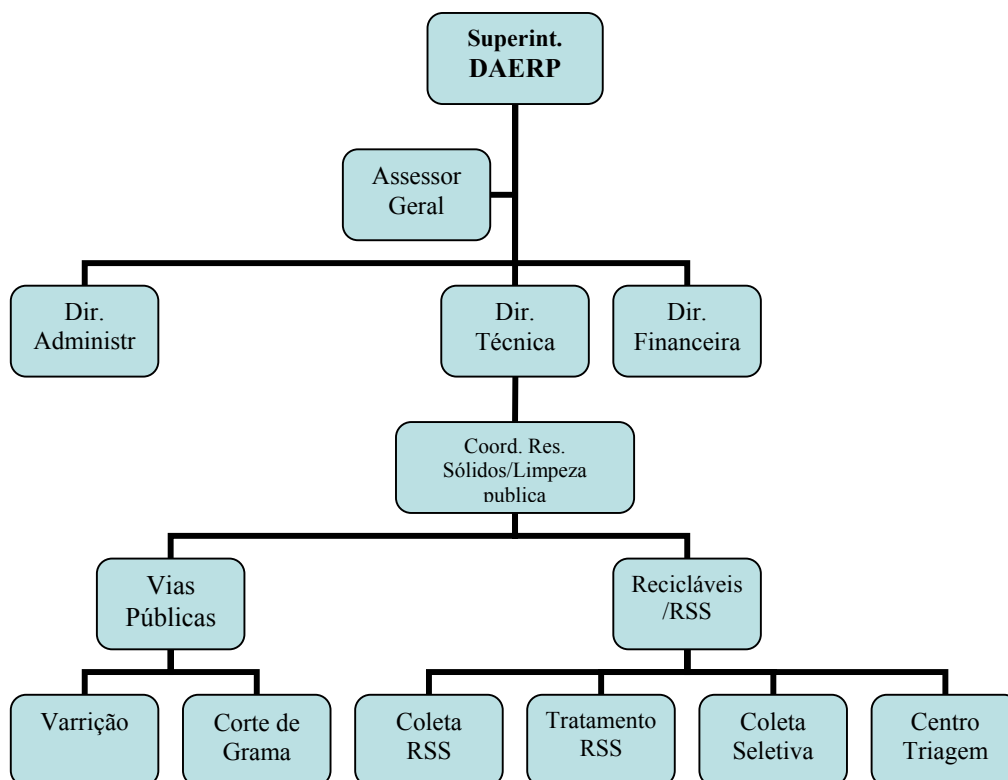 Superint.
DAERP
Assessor
Geral
Dir.
Administr
Dir.
Técnica
Dir.
Financeira
Coord. Res.
Sólidos/Limpeza
publica
Vias
Públicas
Recicláveis
/RSS
Varrição
Corte de
Grama
Coleta
RSS
Tratamento
RSS
Coleta
Seletiva
Centro
Triagem